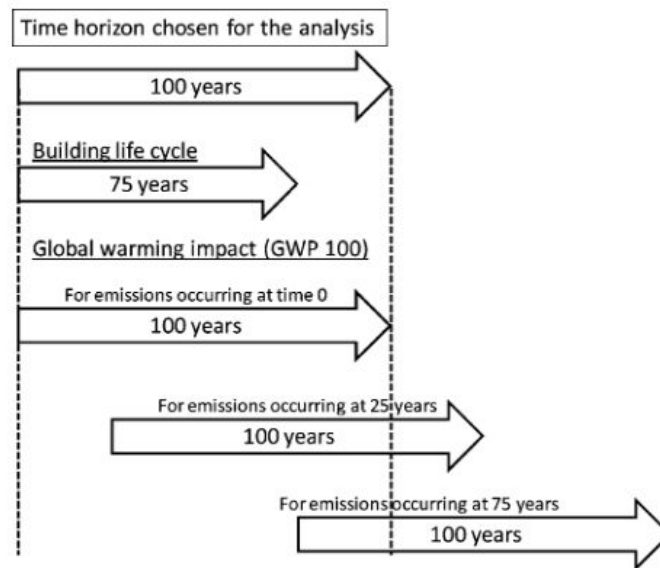 Time horizon chosen for the analysis
100 years
Building life cycle
75 years
Global warming impact (GWP 100)
For emissions occurring at time 0
100 years
For emissions occurring at 25 years
100 years
For emissions occurring at 75 years
100 years